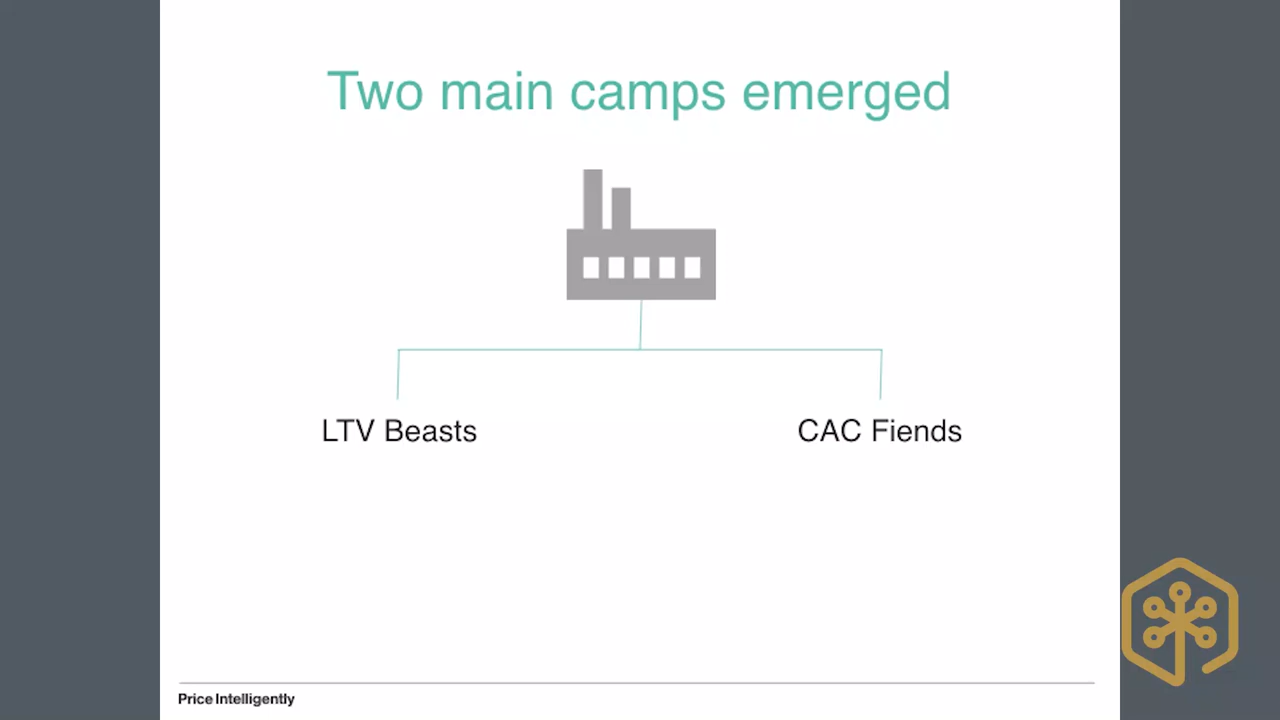 Two main camps emerged
LTV Beasts
CAC Fiends
Price Intelligently